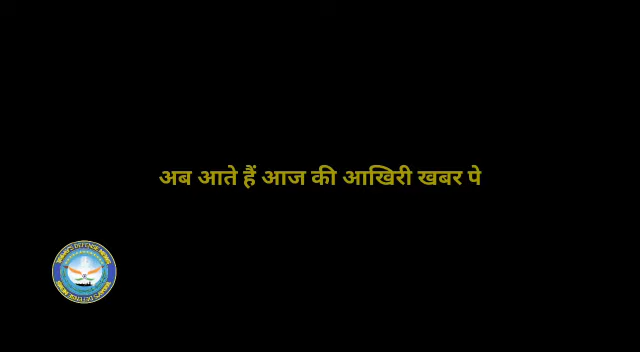 अब आते हैं आज की आखिरी खबर पे